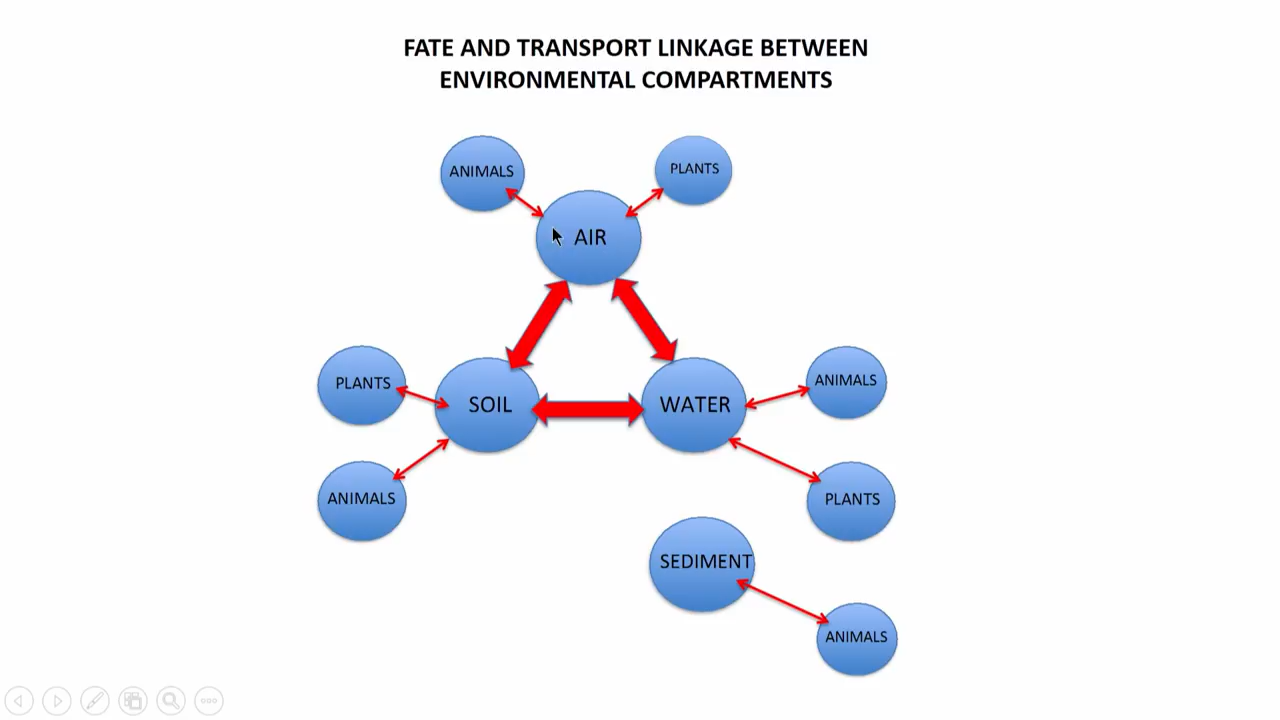 FATE AND TRANSPORT LINKAGE BETWEEN
ENVIRONMENTAL COMPARTMENTS
ANIMALS
PLANTS
AIR
PLANTS
SOIL
WATER
ANIMALS
ANIMALS
PLANTS
SEDIMENT
ANIMALS